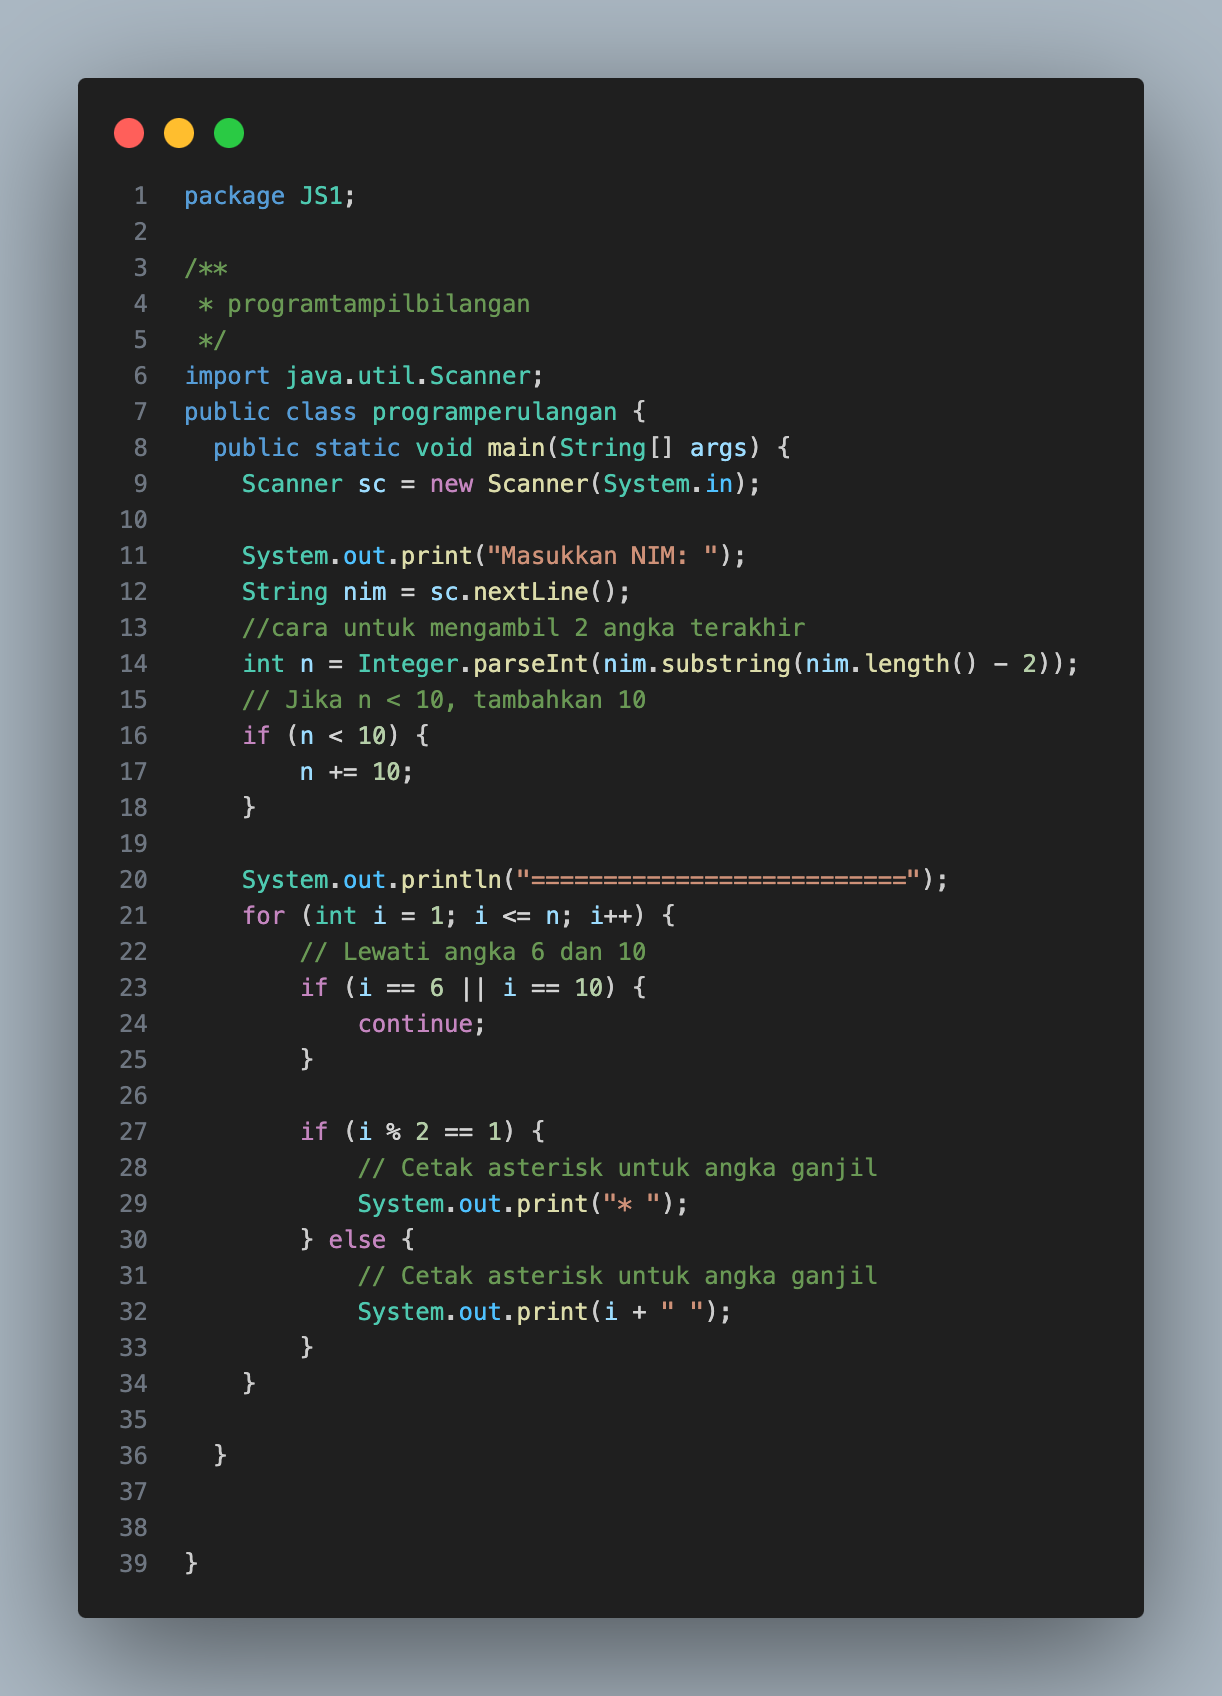 1 package JS1;
2
3 /**
4  * programtampilbilangan
5  */
6 import java.util.Scanner;
7 public class programperulangan {
8   public static void main(String[] args) {
9     Scanner sc = new Scanner(System.in);
10
11     System.out.print("Masukkan NIM: ");
12     String nim = sc.nextLine();
13     //cara untuk mengambil 2 angka terakhir
14     int n = Integer.parseInt(nim.substring(nim.length() - 2));
15     // Jika n < 10, tambahkan 10
16     if (n < 10) {
17         n += 10;
18     }
19
20     System.out.println("==========================");
21     for (int i = 1; i <= n; i++) {
22         // Lewati angka 6 dan 10
23         if (i == 6 || i == 10) {
24             continue;
25         }
26
27         if (i % 2 == 1) {
28             // Cetak asterisk untuk angka ganjil
29             System.out.print("* ");
30         } else {
31             // Cetak asterisk untuk angka ganjil
32             System.out.print(i + " ");
33         }
34     }
35
36   }
37
38
39 }